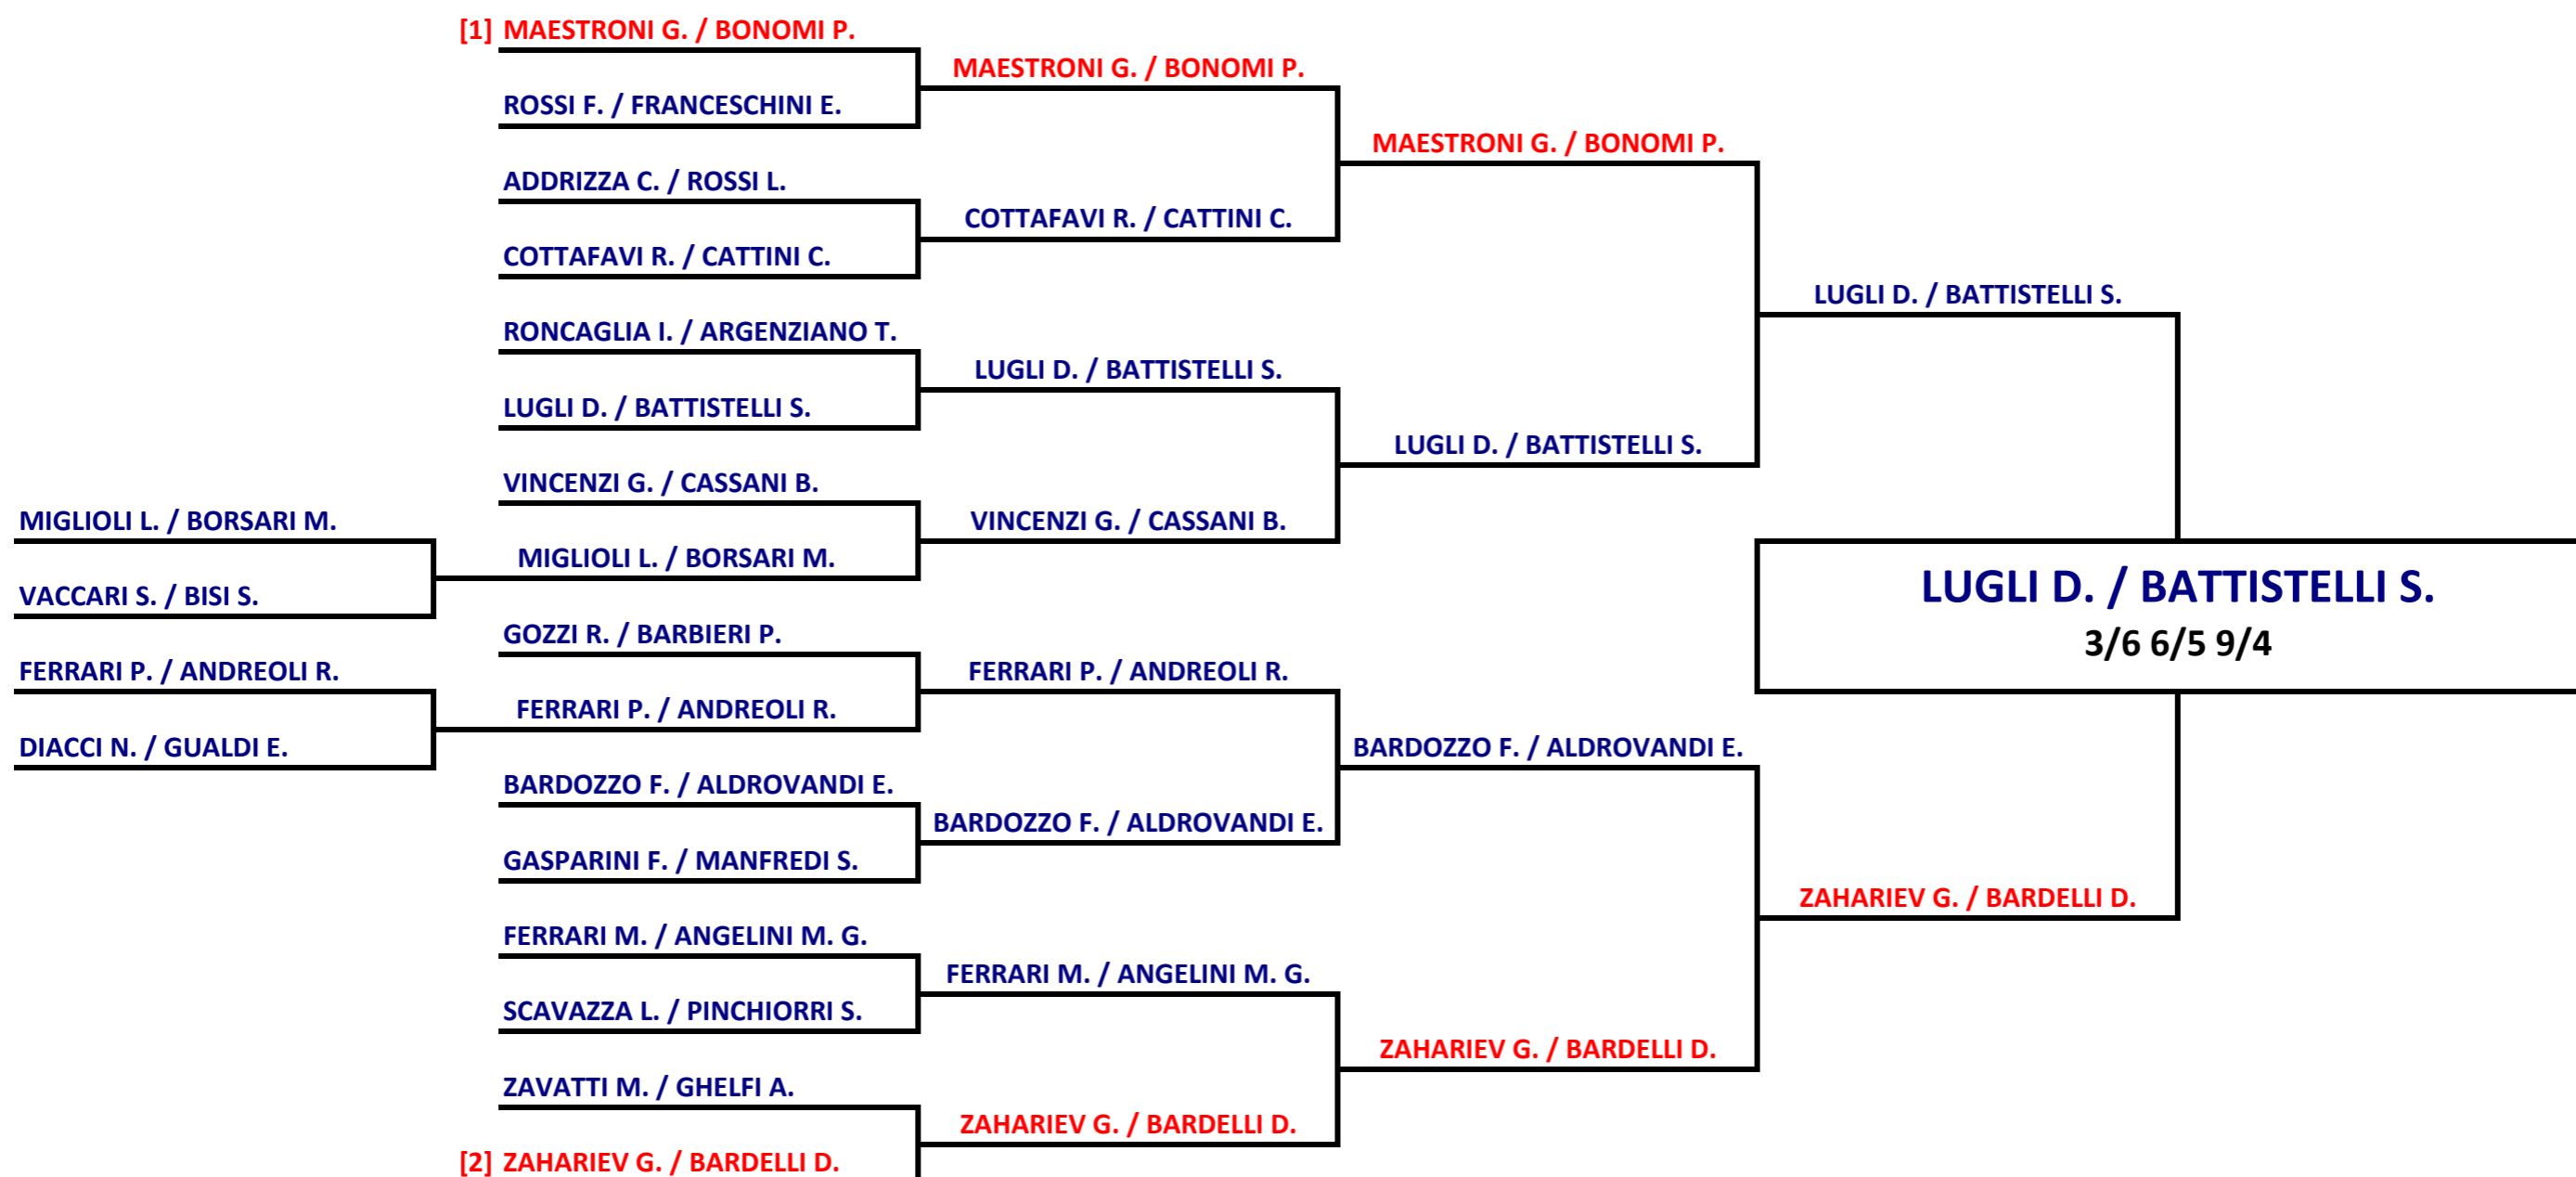 MIGLIOLI L. / BORSARI M.
VACCARI S. / BISI S.
FERRARI P. / ANDREOLI R.
DIACCI N. / GUALDI E.
[1] MAESTRONI G. / BONOMI P.
ROSSI F. / FRANCESCHINI E.
ADDRIZZA C. / ROSSI L.
COTTAFAVI R. / CATTINI C.
RONCAGLIA I. / ARGENZIANO T.
LUGLI D. / BATTISTELLI S.
VINCENZI G. / CASSANI B.
MIGLIOLI L. / BORSARI M.
GOZZI R. / BARBIERI P.
FERRARI P. / ANDREOLI R.
BARDOZZO F. / ALDROVANDI E.
GASPARINI F. / MANFREDI S.
FERRARI M. / ANGELINI M. G.
SCAVAZZA L. / PINCHIORRI S.
ZAVATTI M. / GHELFI A.
[2] ZAHARIEV G. / BARDELLI D.
MAESTRONI G. / BONOMI P.
COTTAFAVI R. / CATTINI C.
LUGLI D. / BATTISTELLI S.
VINCENZI G. / CASSANI B.
FERRARI P. / ANDREOLI R.
BARDOZZO F. / ALDROVANDI E.
FERRARI M. / ANGELINI M. G.
ZAHARIEV G. / BARDELLI D.
MAESTRONI G. / BONOMI P.
LUGLI D. / BATTISTELLI S.
BARDOZZO F. / ALDROVANDI E.
ZAHARIEV G. / BARDELLI D.
LUGLI D. / BATTISTELLI S.
ZAHARIEV G. / BARDELLI D.
LUGLI D. / BATTISTELLI S.
3/6 6/5 9/4